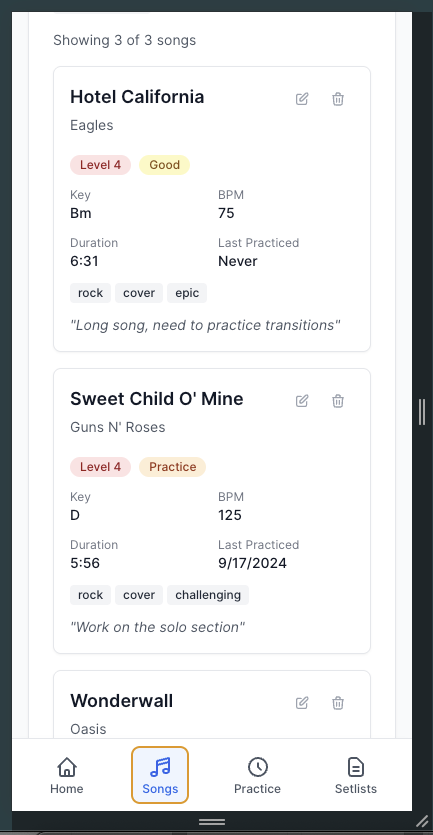 Showing 3 of 3 songs
Hotel California
Eagles
Level 4 Good
Key BPM
Bm 75
Duration Last Practiced
6:31 Never
rock cover epic
"Long song, need to practice transitions"
Sweet Child O' Mine
Guns N' Roses
Level 4 Practice
Key BPM
D 125
Duration Last Practiced
5:56 9/17/2024
rock cover challenging
"Work on the solo section"
Wonderwall
Oasis
Home Songs Practice Setlists